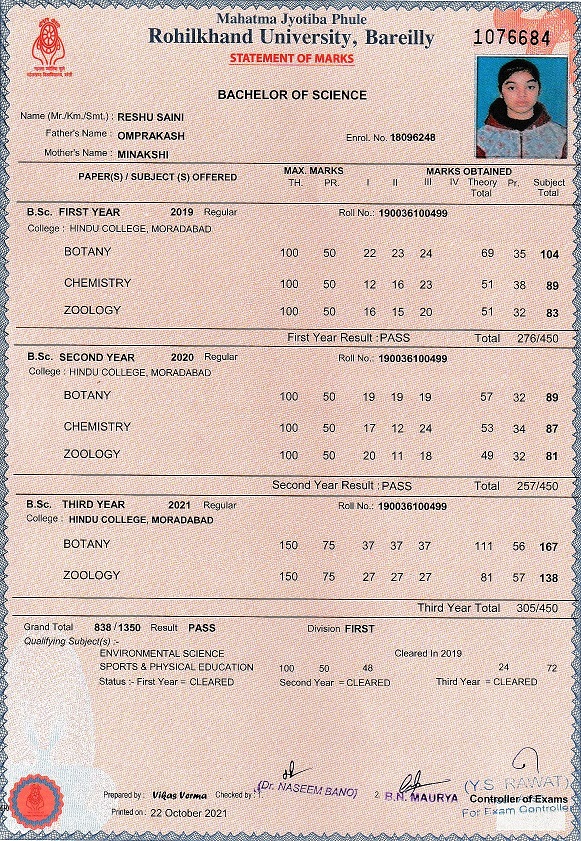 Mahatma Jyotiba Phule
Rohilkhand University, Bareilly
1076684
STATEMENT OF MARKS
BACHELOR OF SCIENCE
Name (Mr./Km./Smt.) : RESHU SAINI
Father's Name : OMPRAKASH
Enrol. No. 18096248
Mother's Name : MINAKSHI
PAPER(S) / SUBJECT (S) OFFERED MAX. MARKS TH. PR. MARKS OBTAINED I II III IV Theory Total Pr. Subject Total
B.Sc. FIRST YEAR 2019 Regular Roll No.: 190036100499
College : HINDU COLLEGE, MORADABAD
BOTANY 100 50 22 23 24 69 35 104
CHEMISTRY 100 50 12 16 23 51 38 89
ZOOLOGY 100 50 16 15 20 51 32 83
First Year Result : PASS Total 276/450
B.Sc. SECOND YEAR 2020 Regular Roll No.: 190036100499
College : HINDU COLLEGE, MORADABAD
BOTANY 100 50 19 19 19 57 32 89
CHEMISTRY 100 50 17 12 24 53 34 87
ZOOLOGY 100 50 20 11 18 49 32 81
Second Year Result : PASS Total 257/450
B.Sc. THIRD YEAR 2021 Regular Roll No.: 190036100499
College : HINDU COLLEGE, MORADABAD
BOTANY 150 75 37 37 37 111 56 167
ZOOLOGY 150 75 27 27 27 81 57 138
Third Year Total 305/450
Grand Total 838/1350 Result PASS Division FIRST
Qualifying Subject(s) :-
ENVIRONMENTAL SCIENCE Cleared In 2019
SPORTS & PHYSICAL EDUCATION 100 50 48 24 72
Status :- First Year = CLEARED Second Year = CLEARED Third Year = CLEARED
(Dr. NASEEM BANO)
(Y.S RAWAT)
Prepared by : Vikas Verma Checked by : 1. 2. B.N. MAURYA Controller of Exams
For Exam Controller
Printed on : 22 October 2021